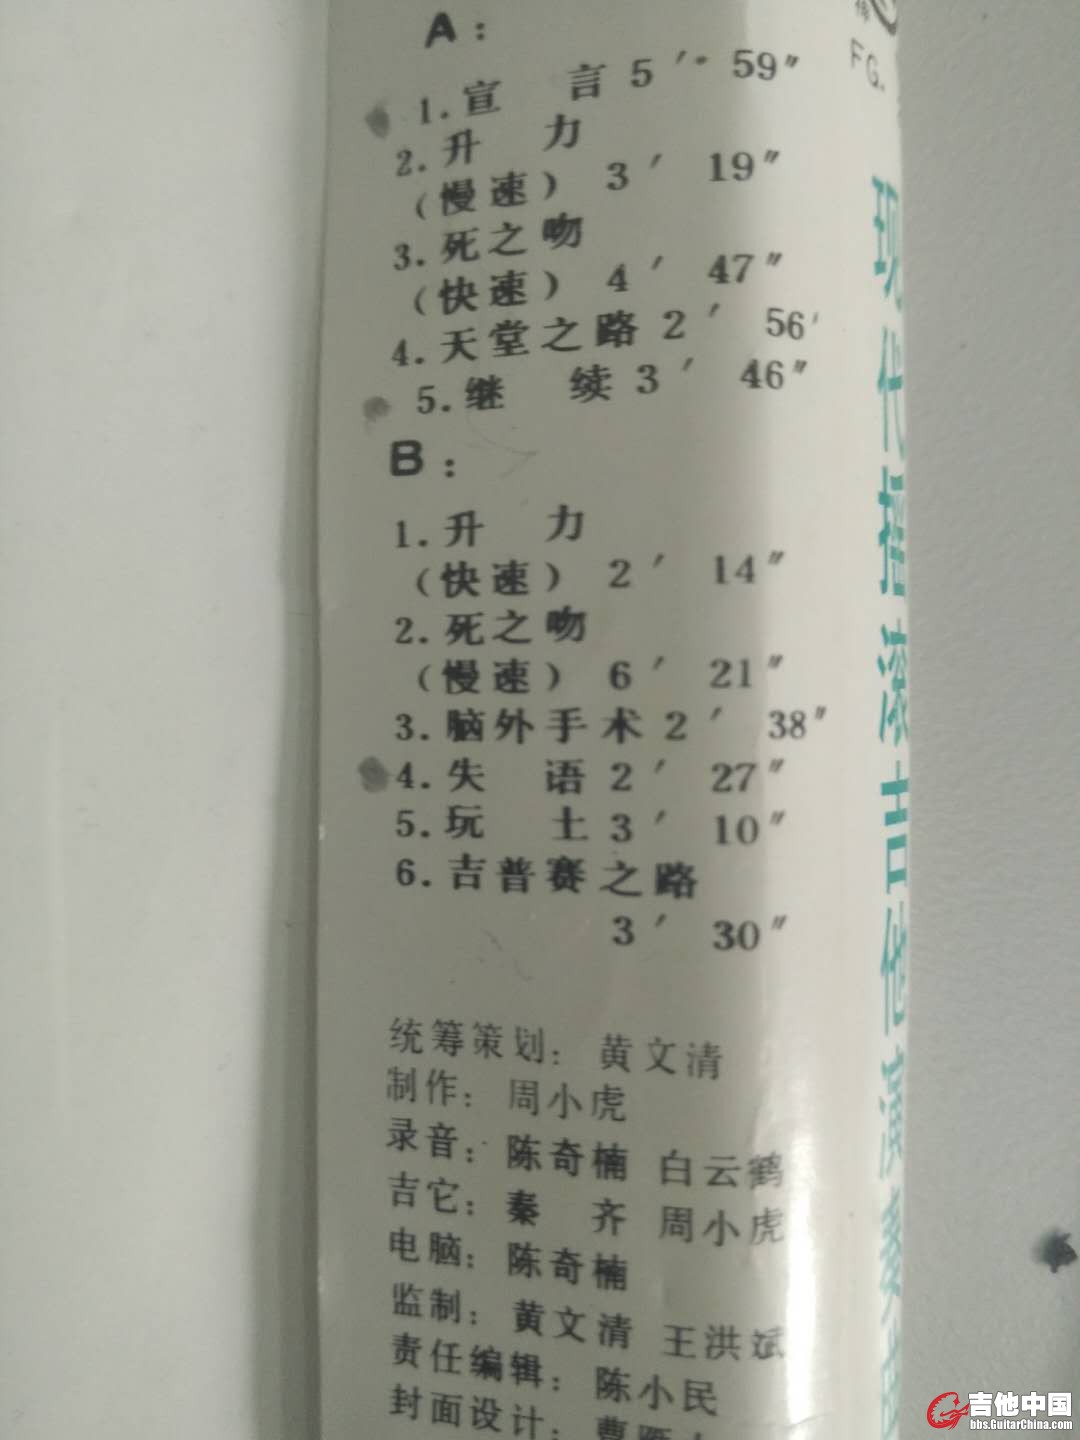 A:
1.宣 言 5′59″
2.升 力
(慢速) 3′ 19″
3.死之吻
(快速) 4′ 47″
4.天堂之路 2′ 56′
5.继 续 3′ 46″
B:
1.升 力
(快速) 2′ 14″
2.死之吻
(慢速) 6′ 21″
3.脑外手术 2′ 38″
4.失 语 2′ 27″
5.玩 土 3′ 10″
6.吉普赛之路
3′ 30″
统筹策划: 黄文清
制作: 周小虎
录音: 陈奇楠 白云鹤
吉它: 秦 齐 周小虎
电脑: 陈奇楠
监制: 黄文清 王洪斌
责任编辑: 陈小民
封面设计: 曹雁
FG.
现代摇滚吉他演奏
吉他中国
bbs.GuitarChina.com